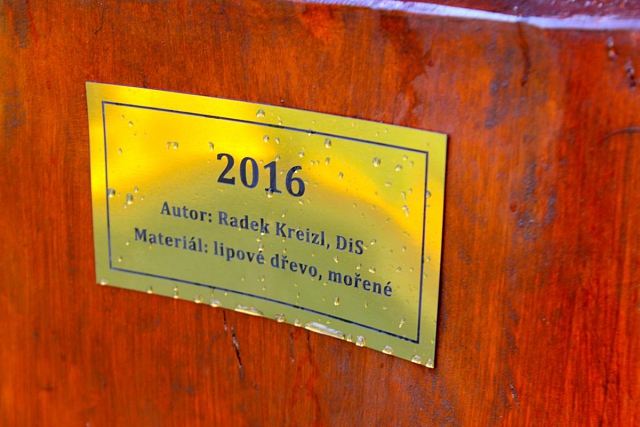 2016
Autor: Radek Kreizl, DiS
Materiál: lipové dřevo, mořené